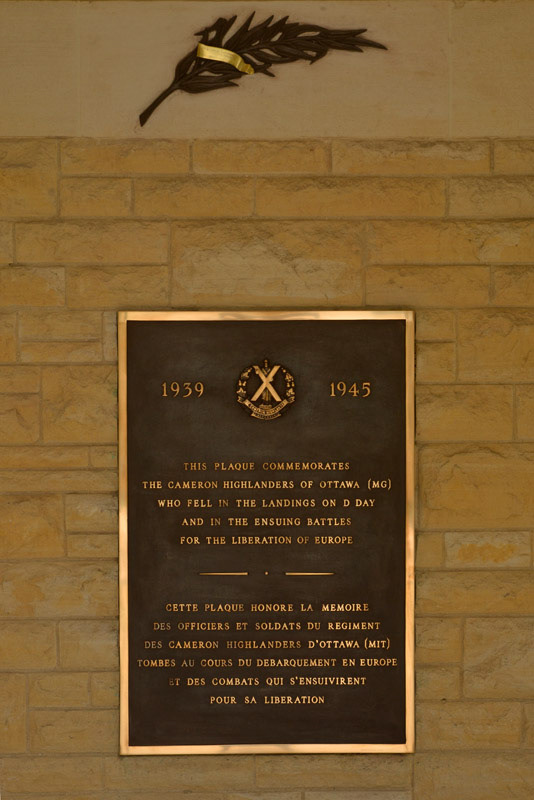 1939 1945
THIS PLAQUE COMMEMORATES
THE CAMERON HIGHLANDERS OF OTTAWA (MG)
WHO FELL IN THE LANDINGS ON D DAY
AND IN THE ENSUING BATTLES
FOR THE LIBERATION OF EUROPE
CETTE PLAQUE HONORE LA MEMOIRE
DES OFFICIERS ET SOLDATS DU REGIMENT
DES CAMERON HIGHLANDERS D'OTTAWA (MIT)
TOMBES AU COURS DU DEBARQUEMENT EN EUROPE
ET DES COMBATS QUI S'ENSUIVIRENT
POUR SA LIBERATION